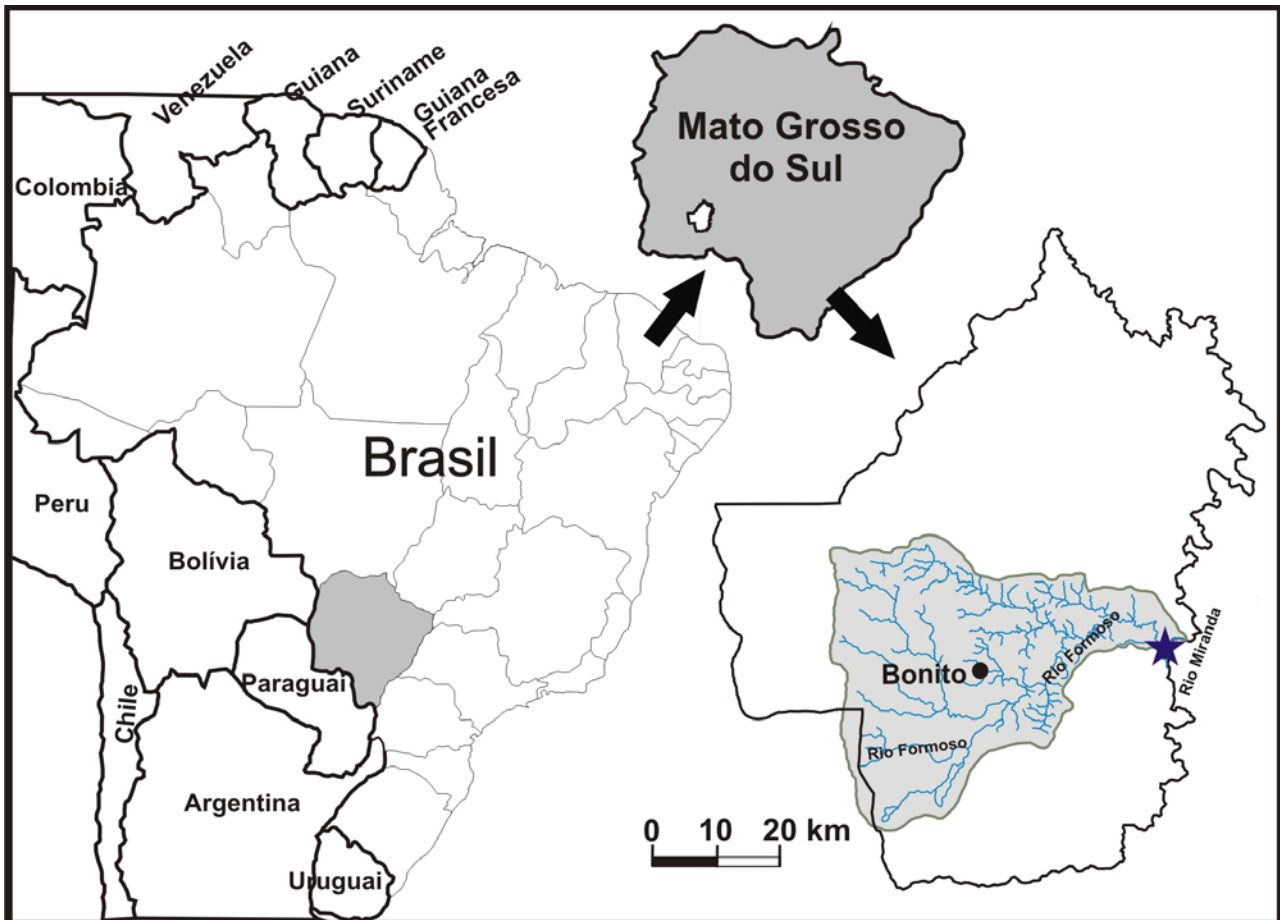 Venezuela
Guiana
Suriname
Guiana
Francesa
Colombia
Mato Grosso
do Sul
Brasil
Peru
Bolívia
Paraguai
Chile
Argentina
Uruguai
Bonito
Rio Formoso
Rio Miranda
Rio Formoso
0 10 20 km